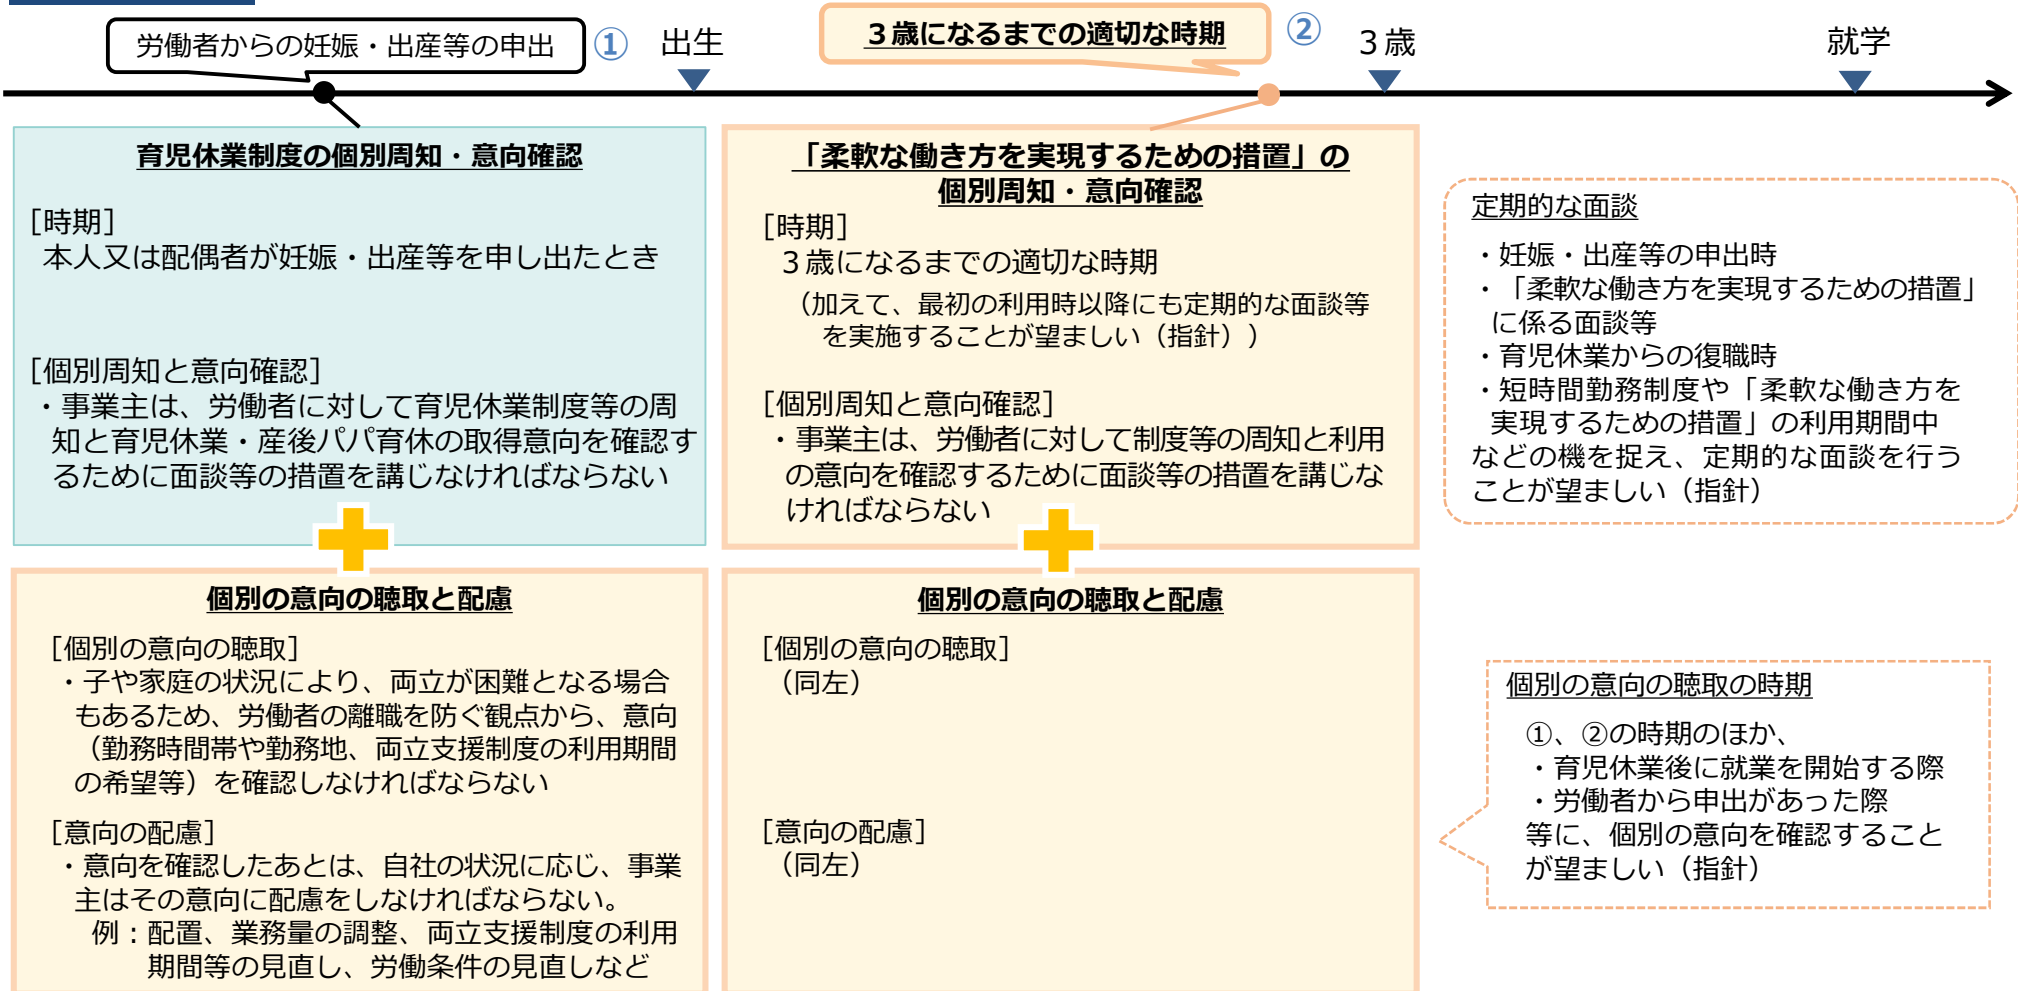 労働者からの妊娠・出産等の申出
①
出生
３歳になるまでの適切な時期
②
３歳
就学
育児休業制度の個別周知・意向確認
［時期］
本人又は配偶者が妊娠・出産等を申し出たとき
［個別周知と意向確認］
・事業主は、労働者に対して育児休業制度等の周
知と育児休業・産後パパ育休の取得意向を確認す
るために面談等の措置を講じなければならない
「柔軟な働き方を実現するための措置」の
個別周知・意向確認
［時期］
３歳になるまでの適切な時期
（加えて、最初の利用時以降にも定期的な面談等
を実施することが望ましい（指針））
［個別周知と意向確認］
・事業主は、労働者に対して制度等の周知と利用
の意向を確認するために面談等の措置を講じな
ければならない
定期的な面談
・妊娠・出産等の申出時
・「柔軟な働き方を実現するための措置」
に係る面談等
・育児休業からの復職時
・短時間勤務制度や「柔軟な働き方を
実現するための措置」の利用期間中
などの機を捉え、定期的な面談を行う
ことが望ましい（指針）
個別の意向の聴取と配慮
［個別の意向の聴取］
・子や家庭の状況により、両立が困難となる場合
もあるため、労働者の離職を防ぐ観点から、意向
（勤務時間帯や勤務地、両立支援制度の利用期間
の希望等）を確認しなければならない
［意向の配慮］
・意向を確認したあとは、自社の状況に応じ、事業
主はその意向に配慮をしなければならない。
例：配置、業務量の調整、両立支援制度の利用
期間等の見直し、労働条件の見直しなど
個別の意向の聴取と配慮
［個別の意向の聴取］
（同左）
［意向の配慮］
（同左）
個別の意向の聴取の時期
①、②の時期のほか、
・育児休業後に就業を開始する際
・労働者から申出があった際
等に、個別の意向を確認すること
が望ましい（指針）